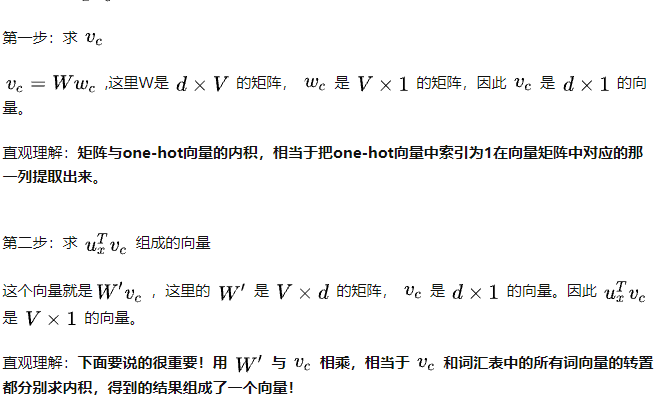 第一步：求 v_c
v_c = Ww_c ,这里W是 d × V 的矩阵， w_c 是 V × 1 的矩阵，因此 v_c 是 d × 1 的向
量。
直观理解：矩阵与one-hot向量的内积，相当于把one-hot向量中索引为1在向量矩阵中对应的那
一列提取出来。
第二步：求 u_x^T v_c 组成的向量
这个向量就是W′v_c ，这里的 W′ 是 V × d 的矩阵， v_c 是 d × 1 的向量。因此 u_x^T v_c
是 V × 1 的向量。
直观理解：下面要说的很重要！用 W′ 与 v_c 相乘，相当于 v_c 和词汇表中的所有词向量的转置
都分别求内积，得到的结果组成了一个向量！